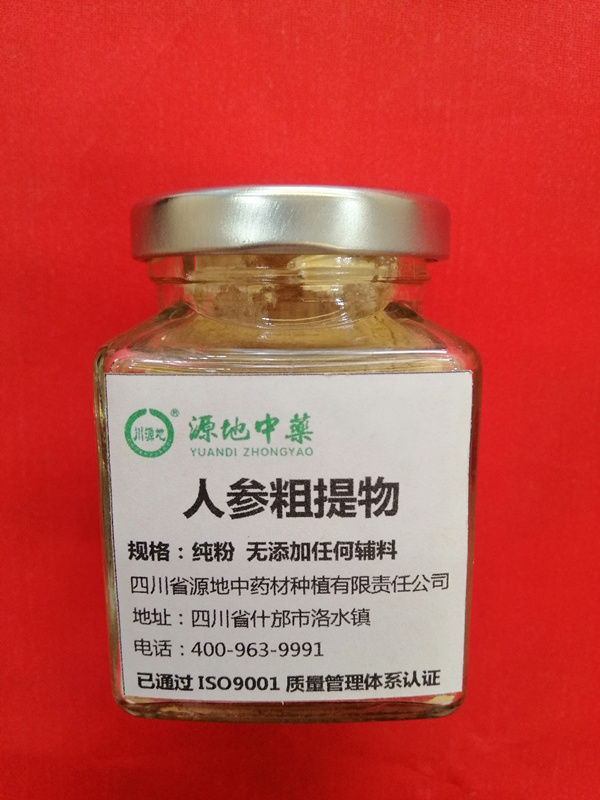 川源地®
源地中药
YUANDI ZHONGYAO
人参粗提物
规格：纯粉 无添加任何辅料
四川省源地中药材种植有限责任公司
地址：四川省什邡市洛水镇
电话：400-963-9991
已通过 ISO9001 质量管理体系认证